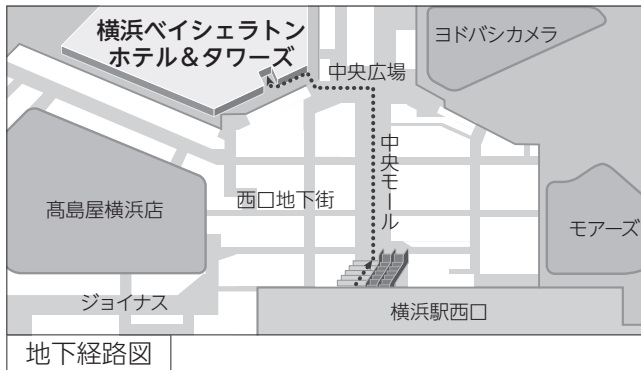 横浜ベイシェラトン
ホテル＆タワーズ
ヨドバシカメラ
中央広場
中央モール
西口地下街
髙島屋横浜店
モアーズ
ジョイナス
横浜駅西口
地下経路図